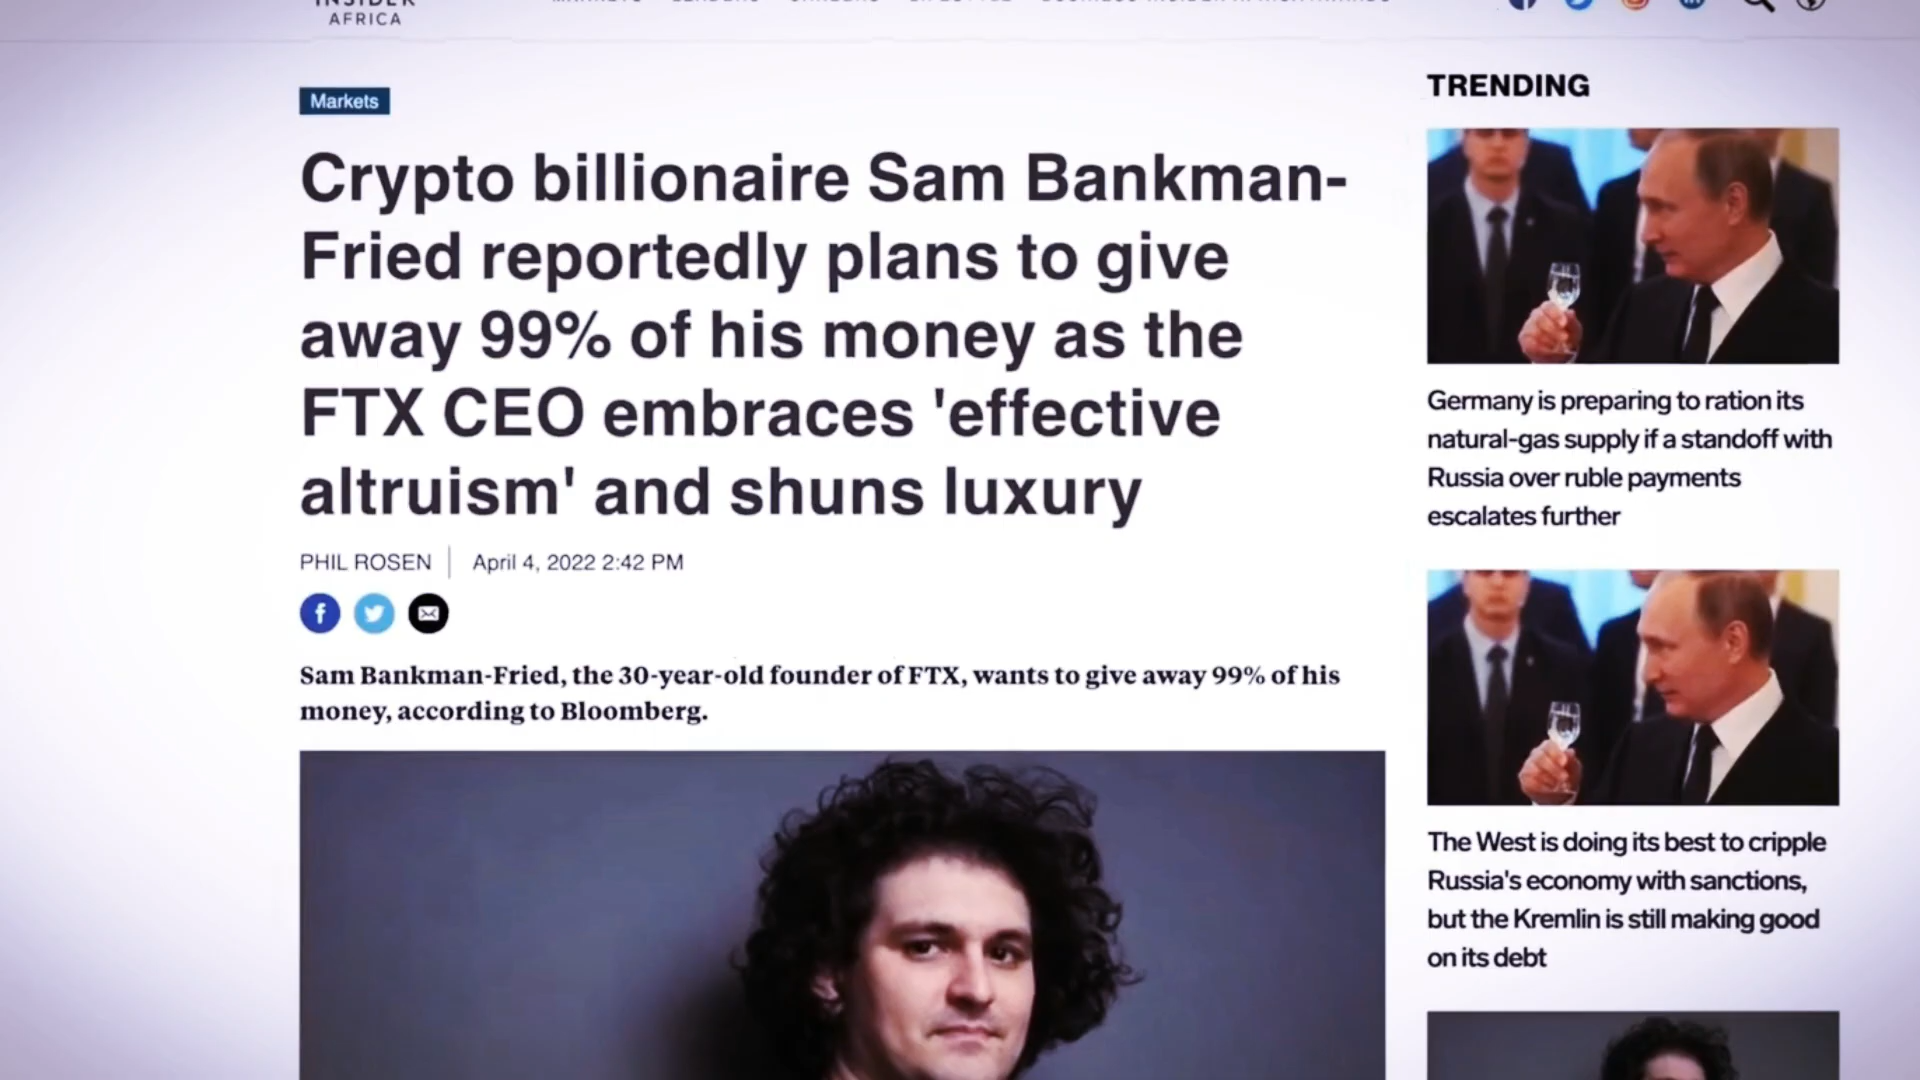 INSIDER
AFRICA
Markets
Crypto billionaire Sam Bankman-
Fried reportedly plans to give
away 99% of his money as the
FTX CEO embraces 'effective
altruism' and shuns luxury
PHIL ROSEN
April 4, 2022 2:42 PM
Sam Bankman-Fried, the 30-year-old founder of FTX, wants to give away 99% of his
money, according to Bloomberg.
TRENDING
Germany is preparing to ration its
natural-gas supply if a standoff with
Russia over ruble payments
escalates further
The West is doing its best to cripple
Russia's economy with sanctions,
but the Kremlin is still making good
on its debt